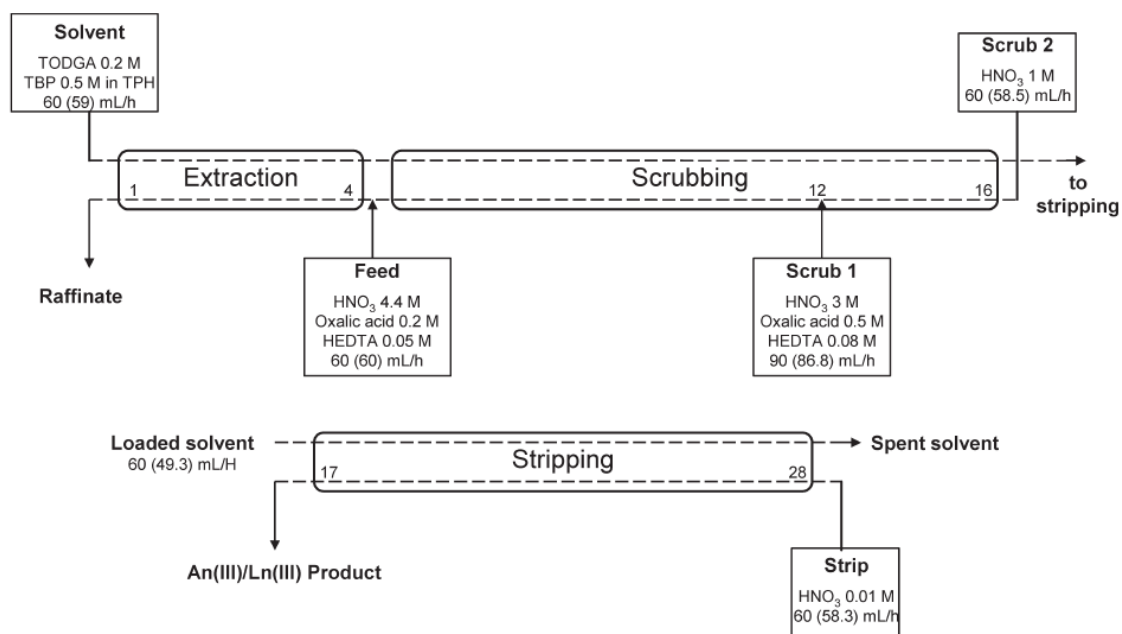 Solvent
TODGA 0.2 M
TBP 0.5 M in TPH
60 (59) mL/h
Scrub 2
HNO₃ 1 M
60 (58.5) mL/h
Extraction
1
4
Scrubbing
12
16
to
stripping
Raffinate
Feed
HNO₃ 4.4 M
Oxalic acid 0.2 M
HEDTA 0.05 M
60 (60) mL/h
Scrub 1
HNO₃ 3 M
Oxalic acid 0.5 M
HEDTA 0.08 M
90 (86.8) mL/h
Loaded solvent
60 (49.3) mL/H
Stripping
17
28
Spent solvent
An(III)/Ln(III) Product
Strip
HNO₃ 0.01 M
60 (58.3) mL/h